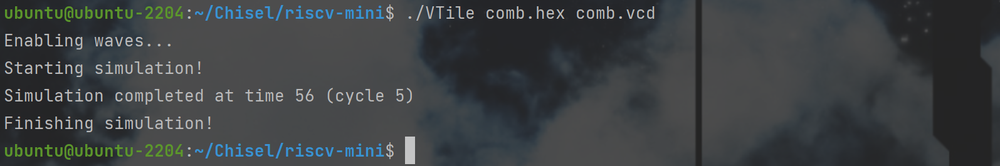 ubuntu@ubuntu-2204:~/Chisel/riscv-mini$ ./VTile comb.hex comb.vcd
Enabling waves...
Starting simulation!
Simulation completed at time 56 (cycle 5)
Finishing simulation!
ubuntu@ubuntu-2204:~/Chisel/riscv-mini$